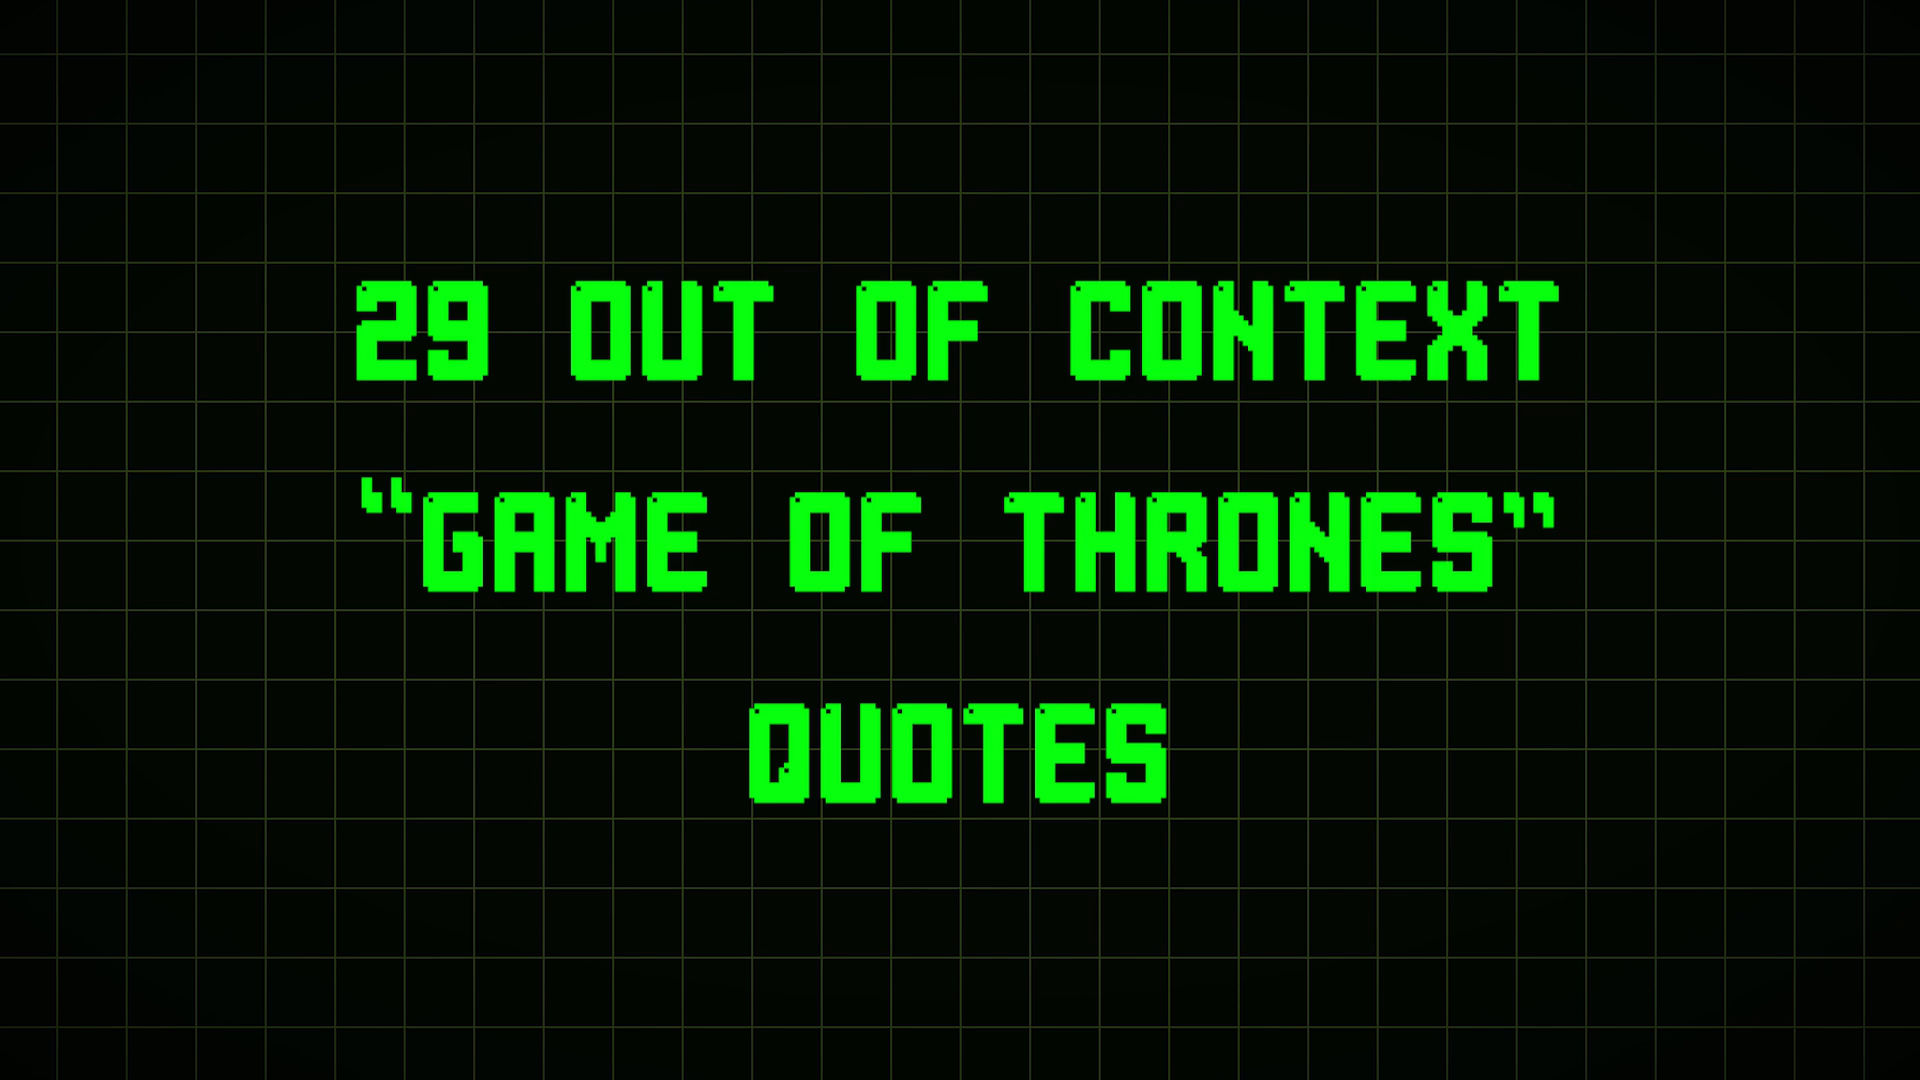 29 OUT OF CONTEXT
“GAME OF THRONES”
QUOTES